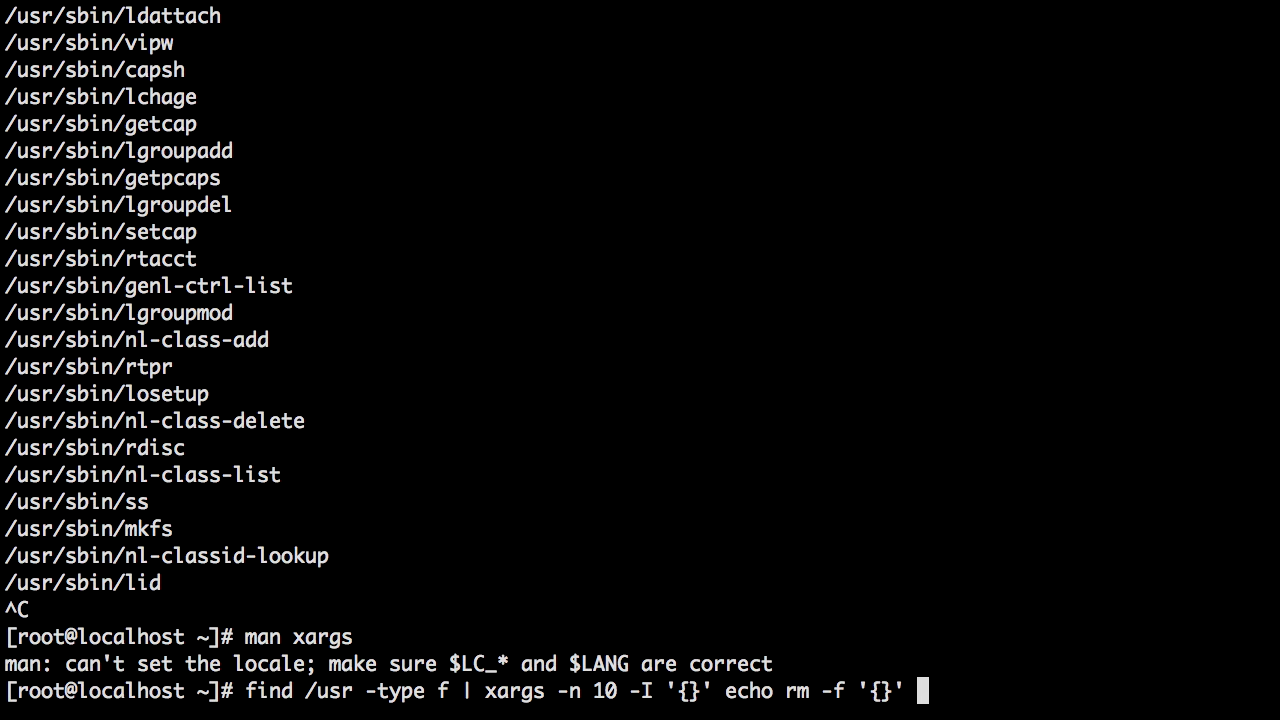 /usr/sbin/ldattach
/usr/sbin/vipw
/usr/sbin/capsh
/usr/sbin/lchage
/usr/sbin/getcap
/usr/sbin/lgroupadd
/usr/sbin/getpcaps
/usr/sbin/lgroupdel
/usr/sbin/setcap
/usr/sbin/rtacct
/usr/sbin/genl-ctrl-list
/usr/sbin/lgroupmod
/usr/sbin/nl-class-add
/usr/sbin/rtpr
/usr/sbin/losetup
/usr/sbin/nl-class-delete
/usr/sbin/rdisc
/usr/sbin/nl-class-list
/usr/sbin/ss
/usr/sbin/mkfs
/usr/sbin/nl-classid-lookup
/usr/sbin/lid
^C
[root@localhost ~]# man xargs
man: can't set the locale; make sure $LC_* and $LANG are correct
[root@localhost ~]# find /usr -type f | xargs -n 10 -I '{}' echo rm -f '{}'